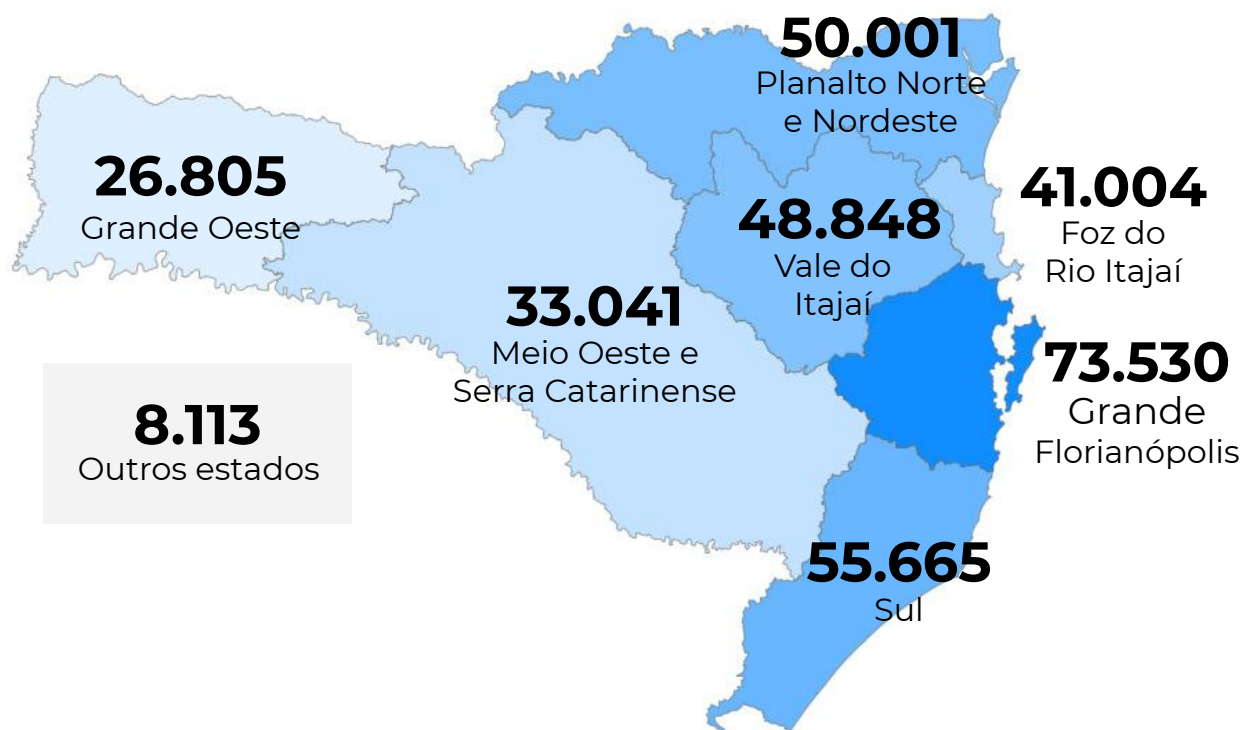 50.001
Planalto Norte
e Nordeste
26.805
Grande Oeste
41.004
Foz do
Rio Itajaí
48.848
Vale do
Itajaí
33.041
Meio Oeste e
Serra Catarinense
73.530
Grande
Florianópolis
8.113
Outros estados
55.665
Sul